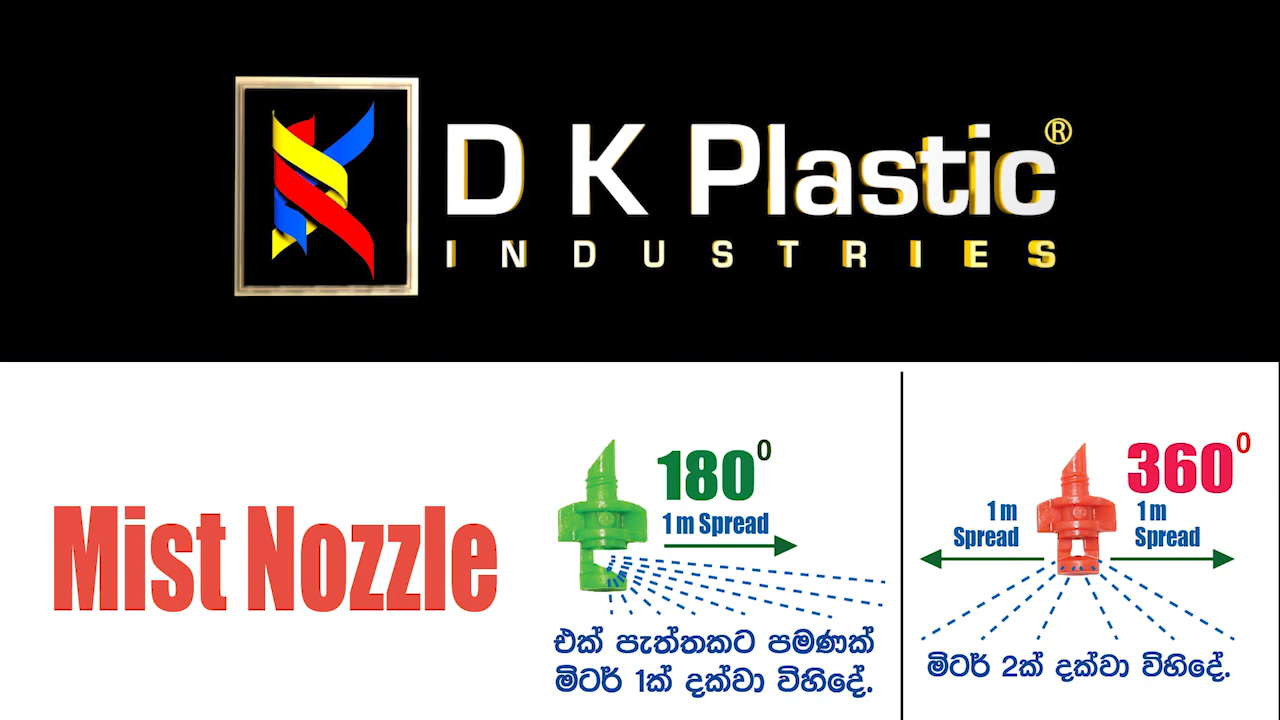 D K Plastic®
INDUSTRIES
Mist Nozzle
180⁰
1 m Spread
එක් පැත්තකට පමණක්
මීටර් 1ක් දක්වා විහිදේ.
360⁰
1 m
Spread
1 m
Spread
මීටර් 2ක් දක්වා විහිදේ.